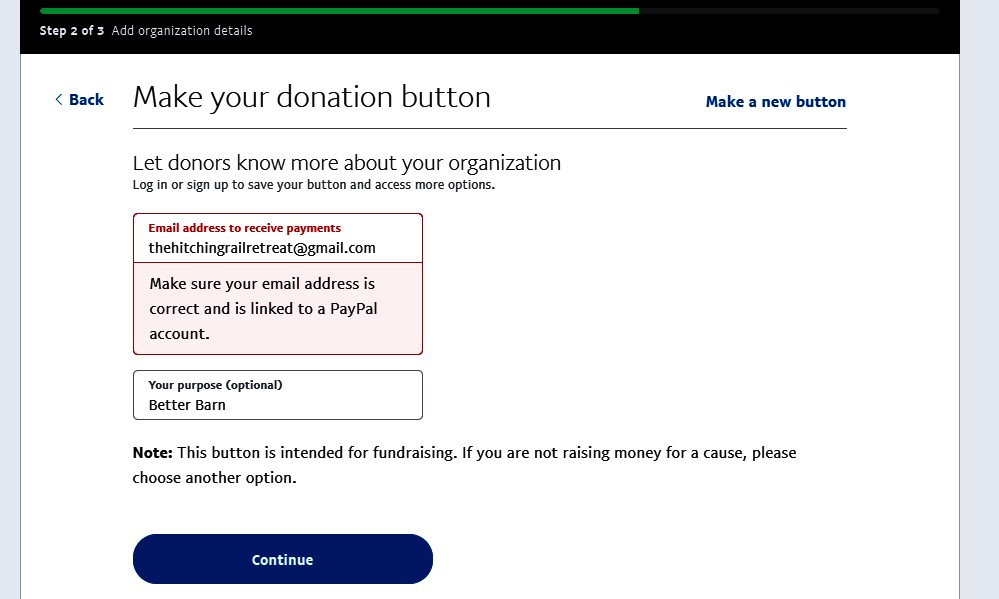 Step 2 of 3 Add organization details
< Back
Make your donation button
Make a new button
Let donors know more about your organization
Log in or sign up to save your button and access more options.
Email address to receive payments
thehitchingrailretreat@gmail.com
Make sure your email address is
correct and is linked to a PayPal
account.
Your purpose (optional)
Better Barn
Note: This button is intended for fundraising. If you are not raising money for a cause, please
choose another option.
Continue